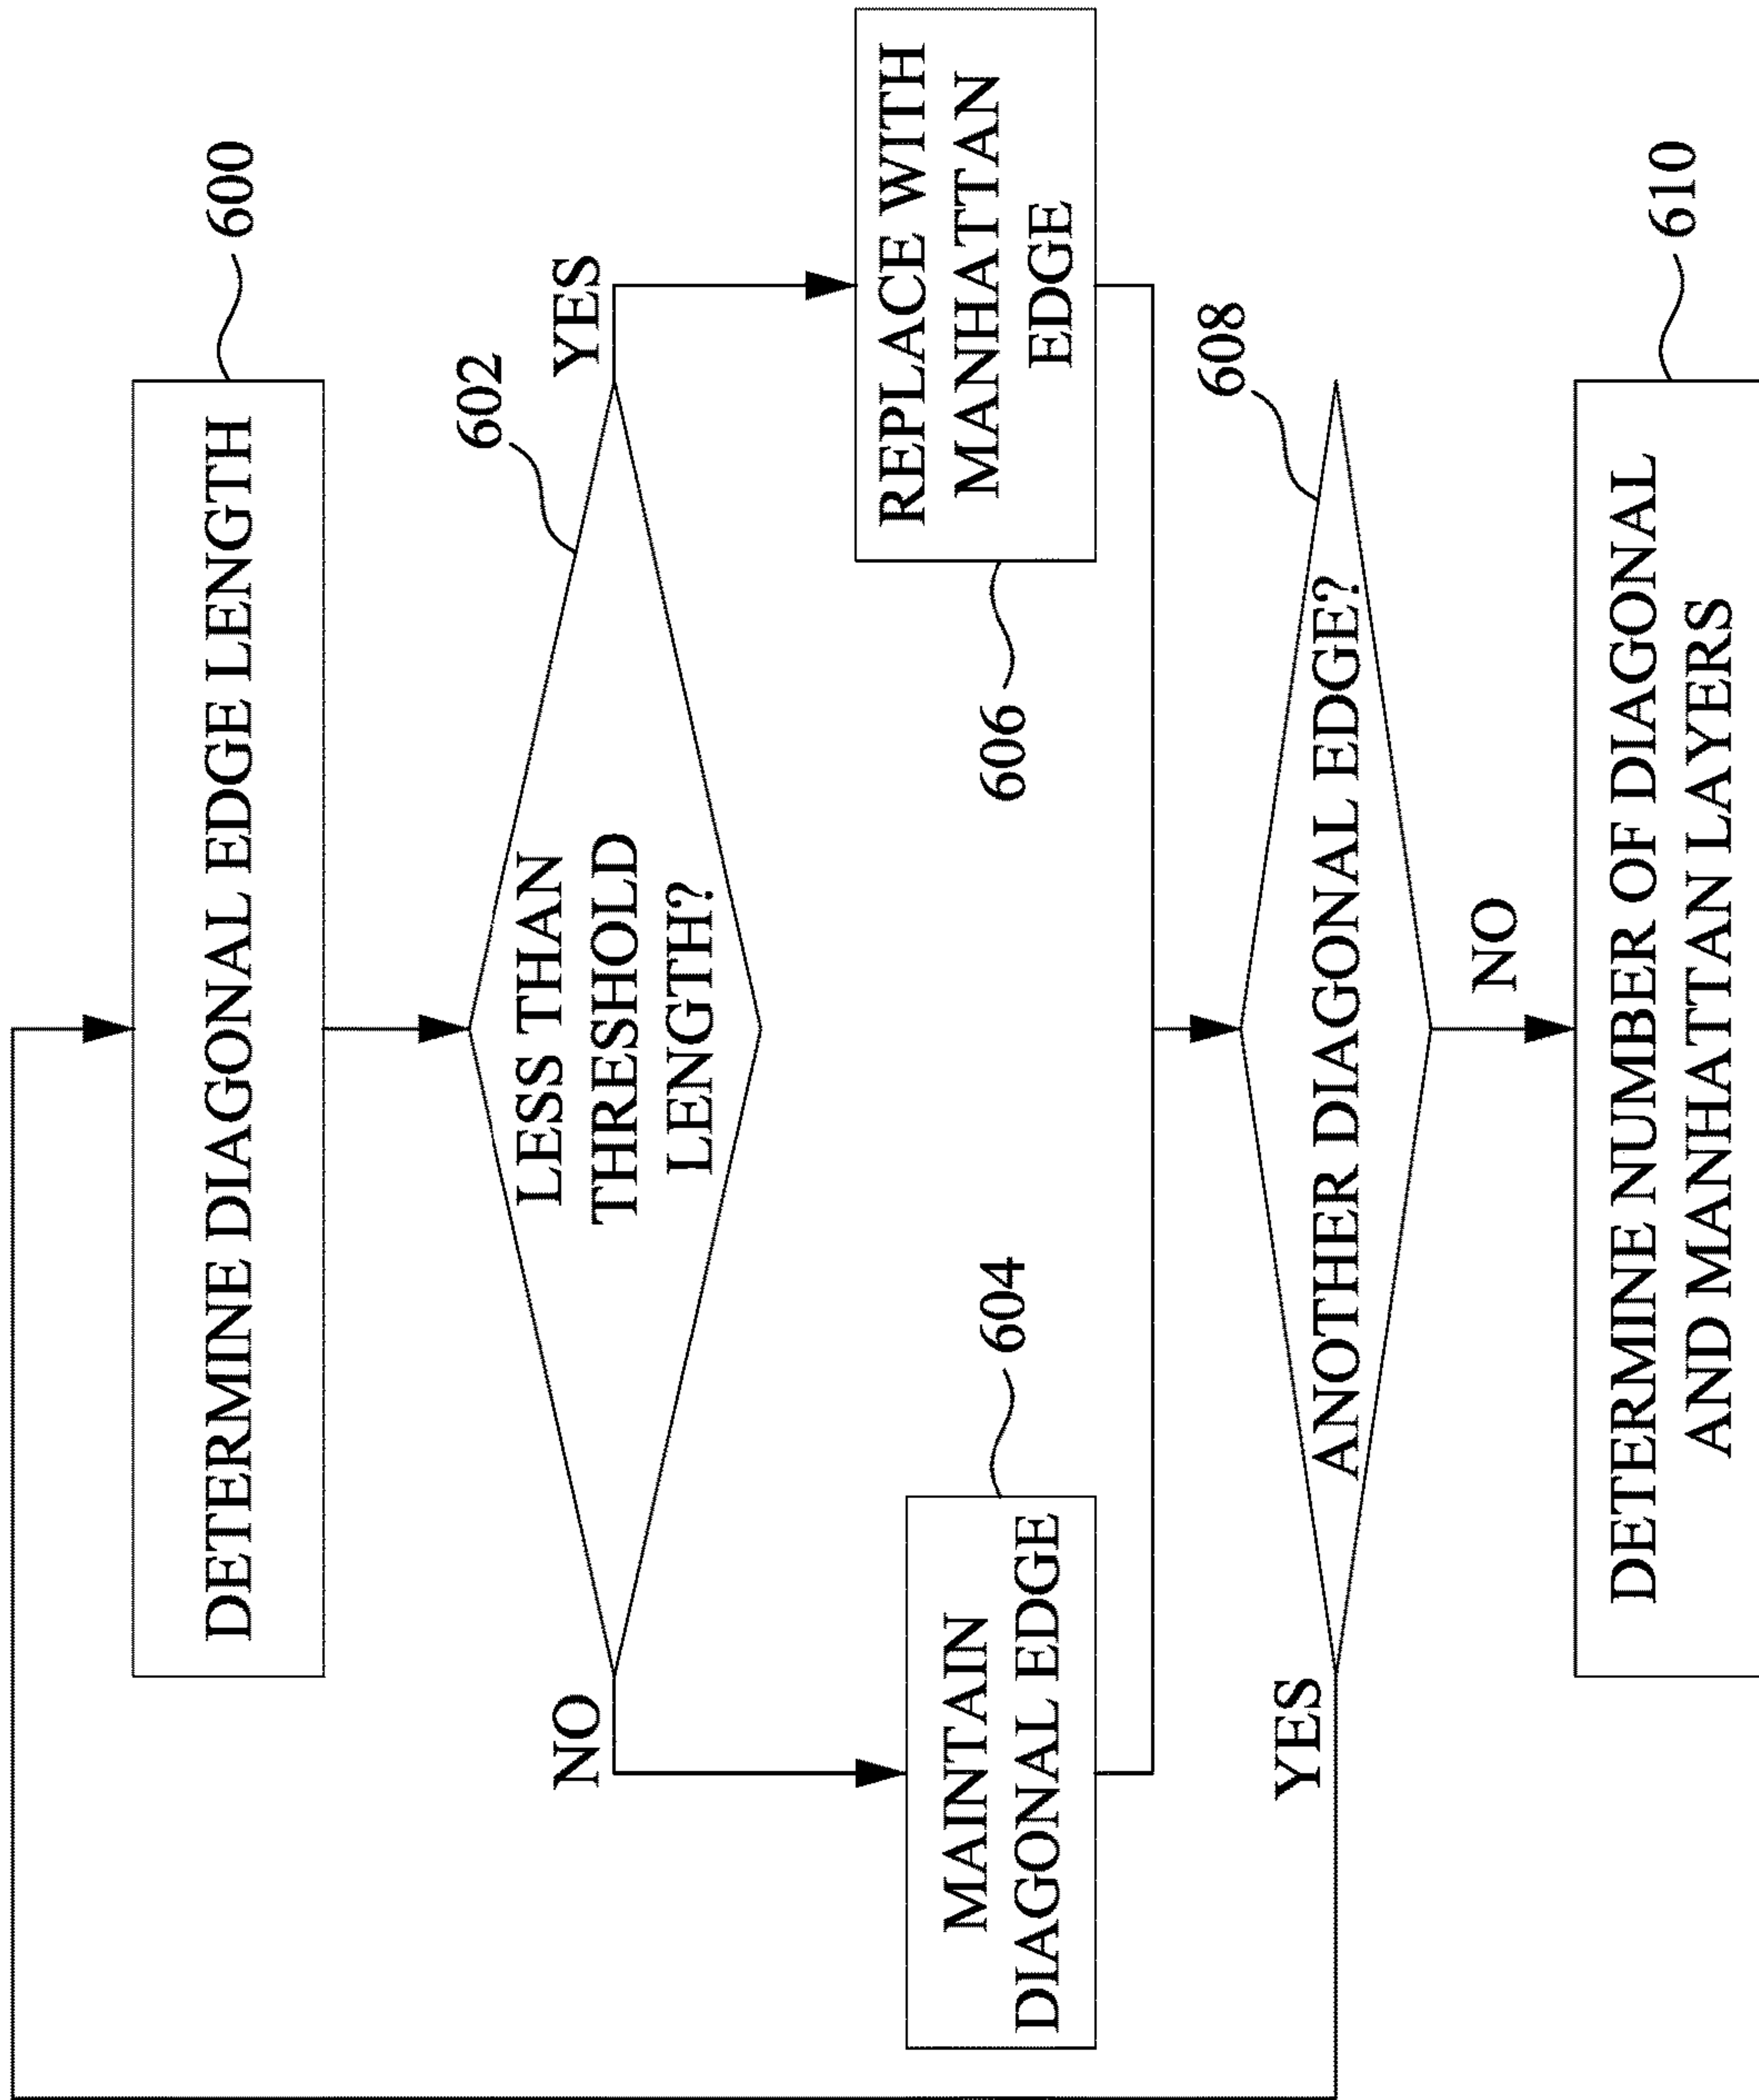 DETERMINE DIAGONAL EDGE LENGTH
600
LESS THAN
THRESHOLD
LENGTH?
602
NO
YES
MAINTAIN
DIAGONAL EDGE
604
REPLACE WITH
MANHATTAN
EDGE
606
ANOTHER DIAGONAL EDGE?
608
YES
NO
DETERMINE NUMBER OF DIAGONAL
AND MANHATTAN LAYERS
610